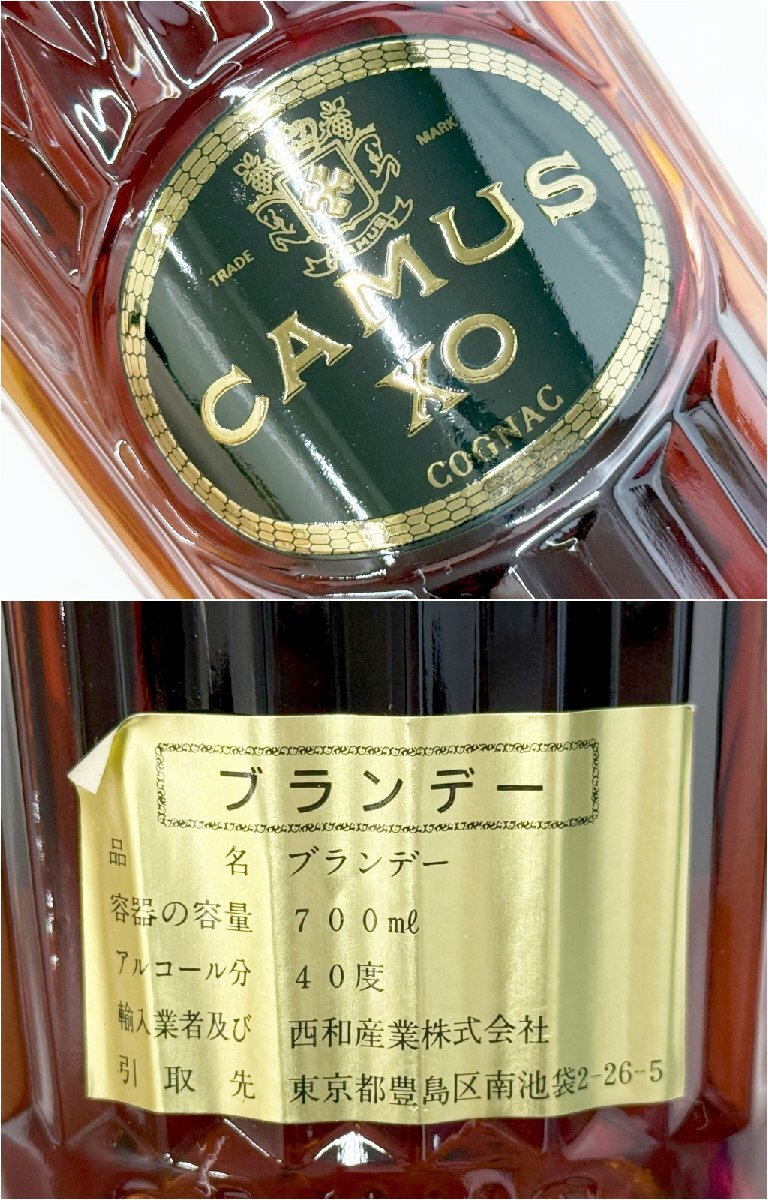 TRADE MARK
CAMUS
CAMUS
XO
COGNAC
ブランデー
品名 ブランデー
容器の容量 700㎖
アルコール分 40度
輸入業者及び 西和産業株式会社
引取先 東京都豊島区南池袋2-26-5